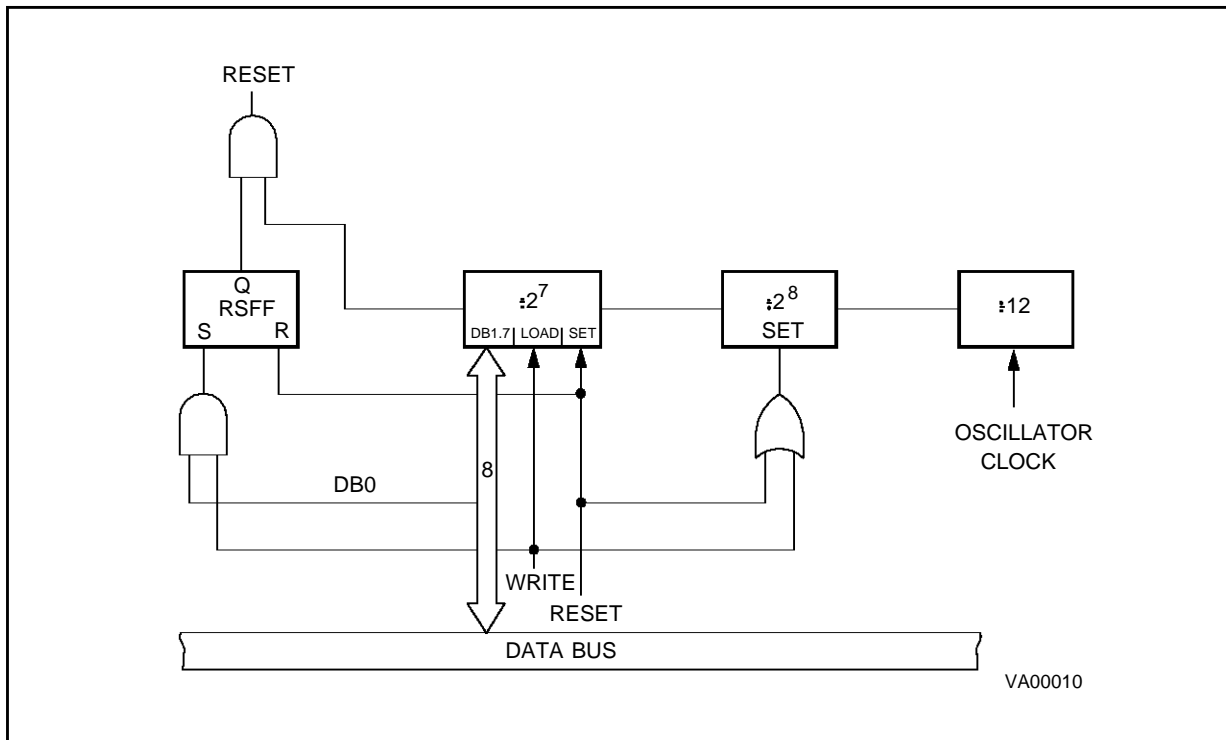 RESET
Q
RSFF
S R
:2⁷
DB1.7 LOAD SET
:2⁸
SET
:12
OSCILLATOR
CLOCK
8
DB0
WRITE
RESET
DATA BUS
VA00010